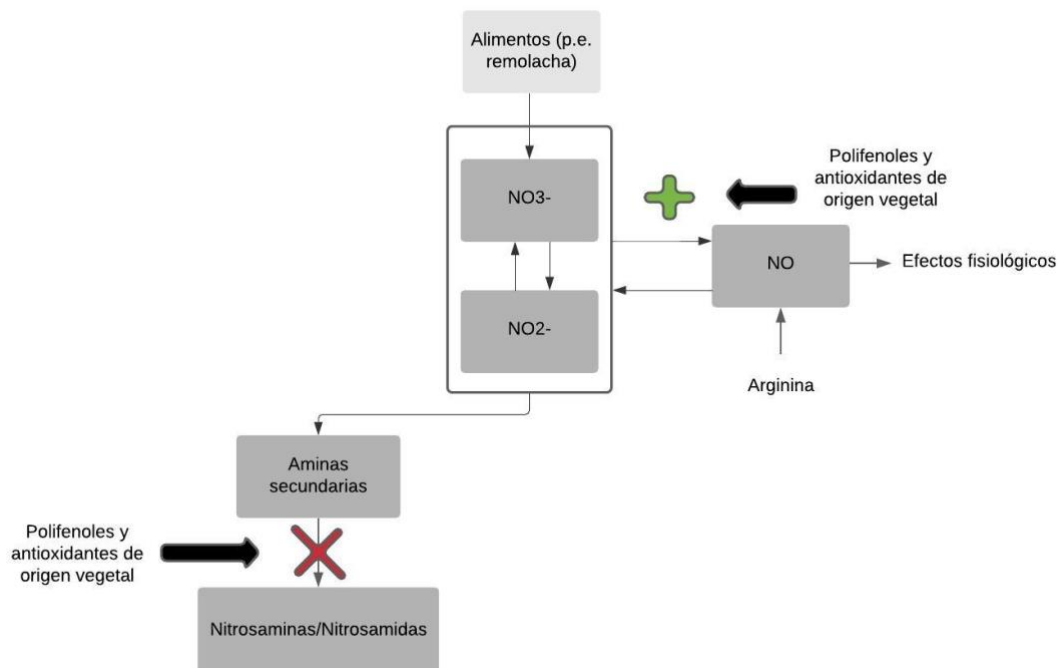 Alimentos (p.e.
remolacha)
NO3-
Polifenoles y
antioxidantes de
origen vegetal
NO
Efectos fisiológicos
NO2-
Arginina
Aminas
secundarias
Polifenoles y
antioxidantes de
origen vegetal
Nitrosaminas/Nitrosamidas